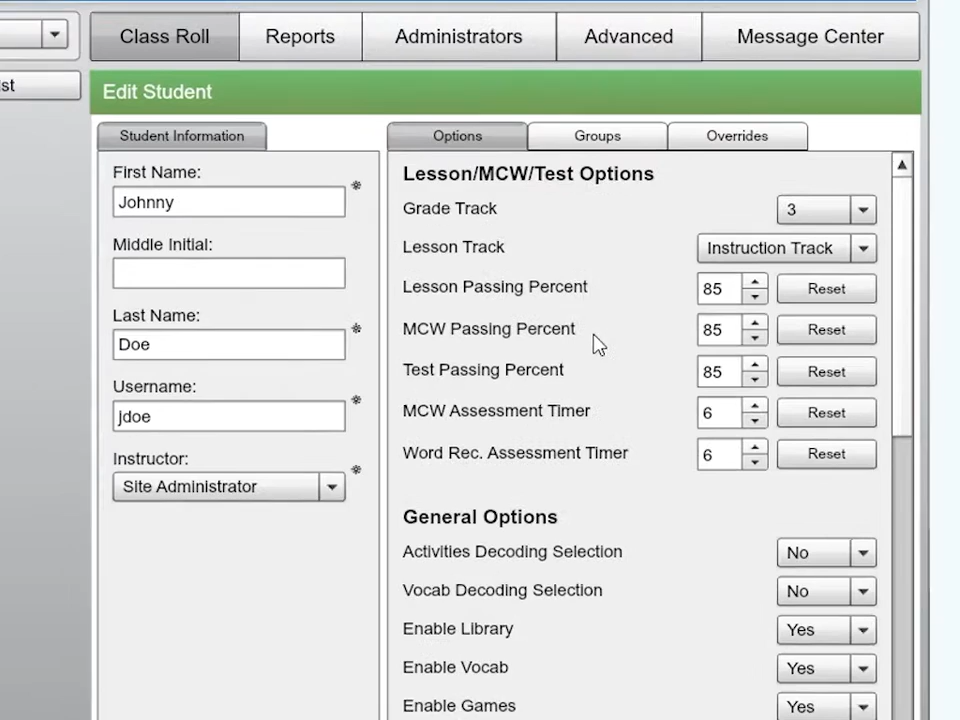 Class Roll
Reports
Administrators
Advanced
Message Center
Edit Student
Student Information
First Name:
Johnny
Middle Initial:
Last Name:
Doe
Username:
jdoe
Instructor:
Site Administrator
Options
Groups
Overrides
Lesson/MCW/Test Options
Grade Track
3
Lesson Track
Instruction Track
Lesson Passing Percent
85
Reset
MCW Passing Percent
85
Reset
Test Passing Percent
85
Reset
MCW Assessment Timer
6
Reset
Word Rec. Assessment Timer
6
Reset
General Options
Activities Decoding Selection
No
Vocab Decoding Selection
No
Enable Library
Yes
Enable Vocab
Yes
Enable Games
Yes